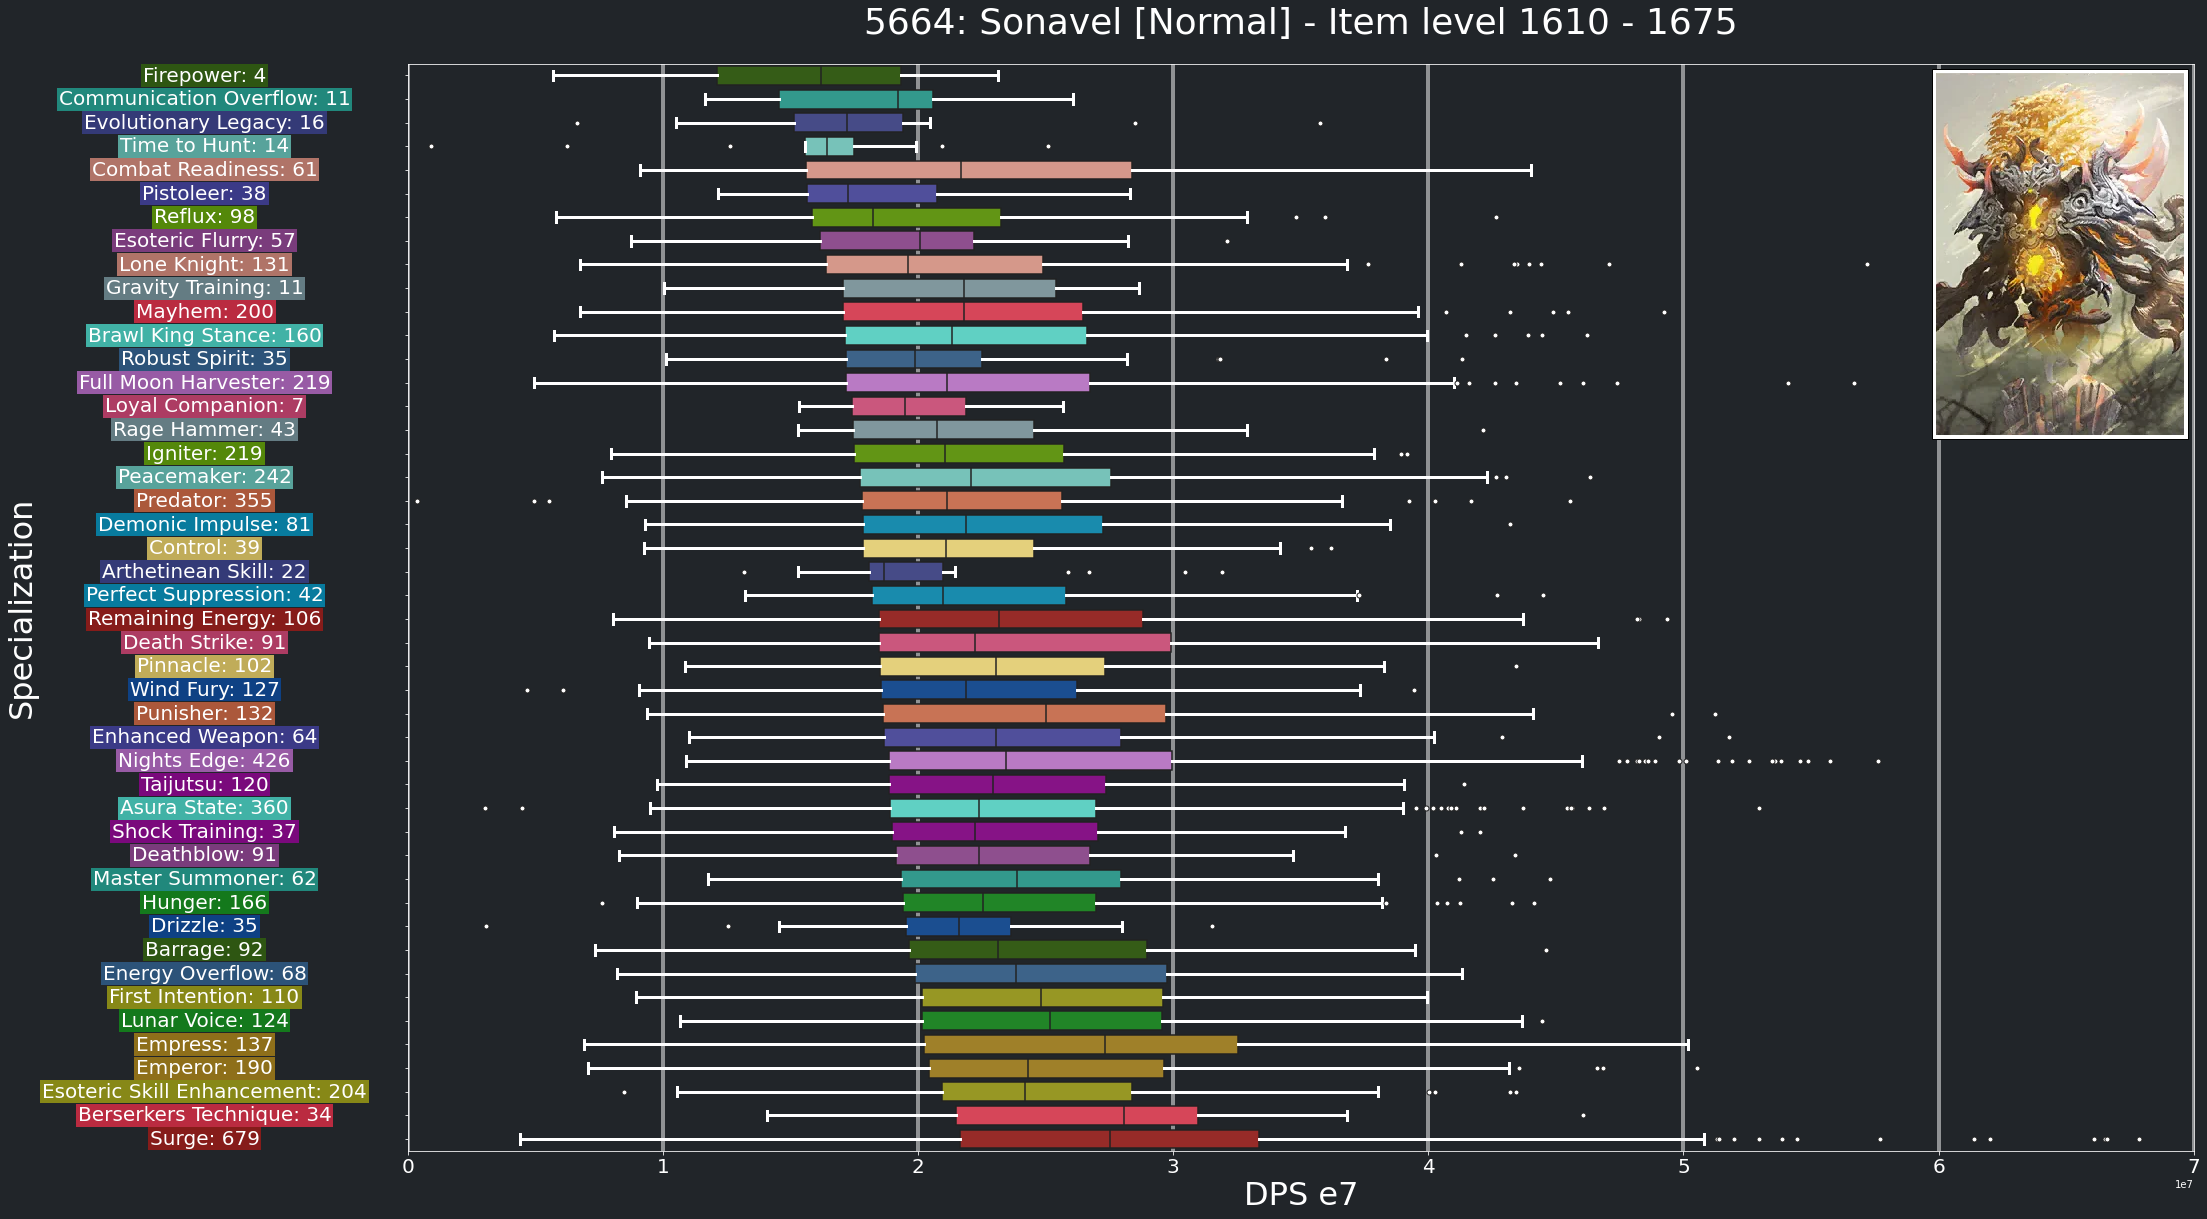 5664: Sonavel [Normal] - Item level 1610 - 1675
Specialization
Firepower: 4
Communication Overflow: 11
Evolutionary Legacy: 16
Time to Hunt: 14
Combat Readiness: 61
Pistoleer: 38
Reflux: 98
Esoteric Flurry: 57
Lone Knight: 131
Gravity Training: 11
Mayhem: 200
Brawl King Stance: 160
Robust Spirit: 35
Full Moon Harvester: 219
Loyal Companion: 7
Rage Hammer: 43
Igniter: 219
Peacemaker: 242
Predator: 355
Demonic Impulse: 81
Control: 39
Arthetinean Skill: 22
Perfect Suppression: 42
Remaining Energy: 106
Death Strike: 91
Pinnacle: 102
Wind Fury: 127
Punisher: 132
Enhanced Weapon: 64
Nights Edge: 426
Taijutsu: 120
Asura State: 360
Shock Training: 37
Deathblow: 91
Master Summoner: 62
Hunger: 166
Drizzle: 35
Barrage: 92
Energy Overflow: 68
First Intention: 110
Lunar Voice: 124
Empress: 137
Emperor: 190
Esoteric Skill Enhancement: 204
Berserkers Technique: 34
Surge: 679
0 1 2 3 4 5 6 7
DPS e7
1e7